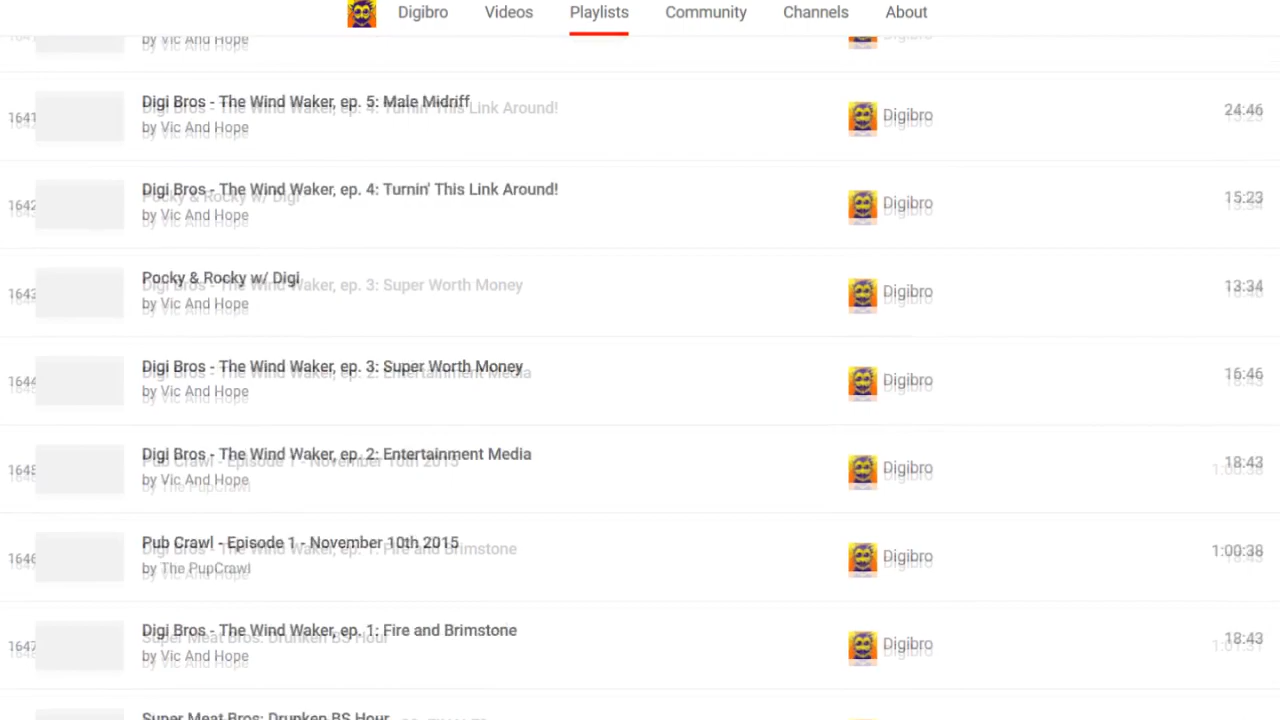 Digibro Videos Playlists Community Channels About
by Vic And Hope
1641 Digi Bros - The Wind Waker, ep. 5: Male Midriff Digibro 24:46
by Vic And Hope
1642 Digi Bros - The Wind Waker, ep. 4: Turnin' This Link Around! Digibro 15:23
by Vic And Hope
1643 Pocky & Rocky w/ Digi Digibro 13:34
by Vic And Hope
1644 Digi Bros - The Wind Waker, ep. 3: Super Worth Money Digibro 16:46
by Vic And Hope
1645 Digi Bros - The Wind Waker, ep. 2: Entertainment Media Digibro 18:43
by Vic And Hope
1646 Pub Crawl - Episode 1 - November 10th 2015 Digibro 1:00:38
by The PupCrawl
1647 Digi Bros - The Wind Waker, ep. 1: Fire and Brimstone Digibro 18:43
by Vic And Hope
Super Meat Bros: Drunken BS Hour